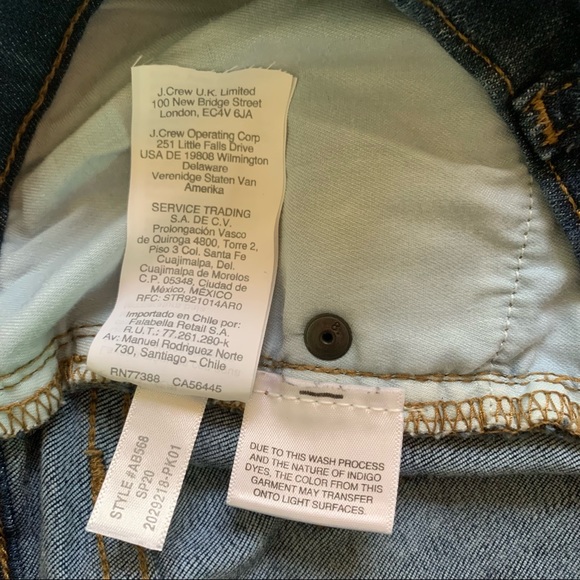 J.Crew U.K. Limited
100 New Bridge Street
London, EC4V 6JA
J.Crew Operating Corp
251 Little Falls Drive
USA DE 19808 Wilmington
Delaware
Verenidge Staten Van
Amerika
SERVICE TRADING
S.A. DE C.V.
Prolongación Vasco
de Quiroga 4800, Torre 2,
Piso 3 Col. Santa Fe
Cuajimalpa, Del.
Cuajimalpa de Morelos
C.P. 05348, Ciudad de
México, MÉXICO
RFC: STR921014AR0
Importado en Chile por:
Falabella Retail S.A.
R.U.T.: 77.261.280-k
Av: Manuel Rodriguez Norte
730, Santiago – Chile
RN77388 CA56445
STYLE #AB568
SP20
2029218-PK01
DUE TO THIS WASH PROCESS
AND THE NATURE OF INDIGO
DYES, THE COLOR FROM THIS
GARMENT MAY TRANSFER
ONTO LIGHT SURFACES.